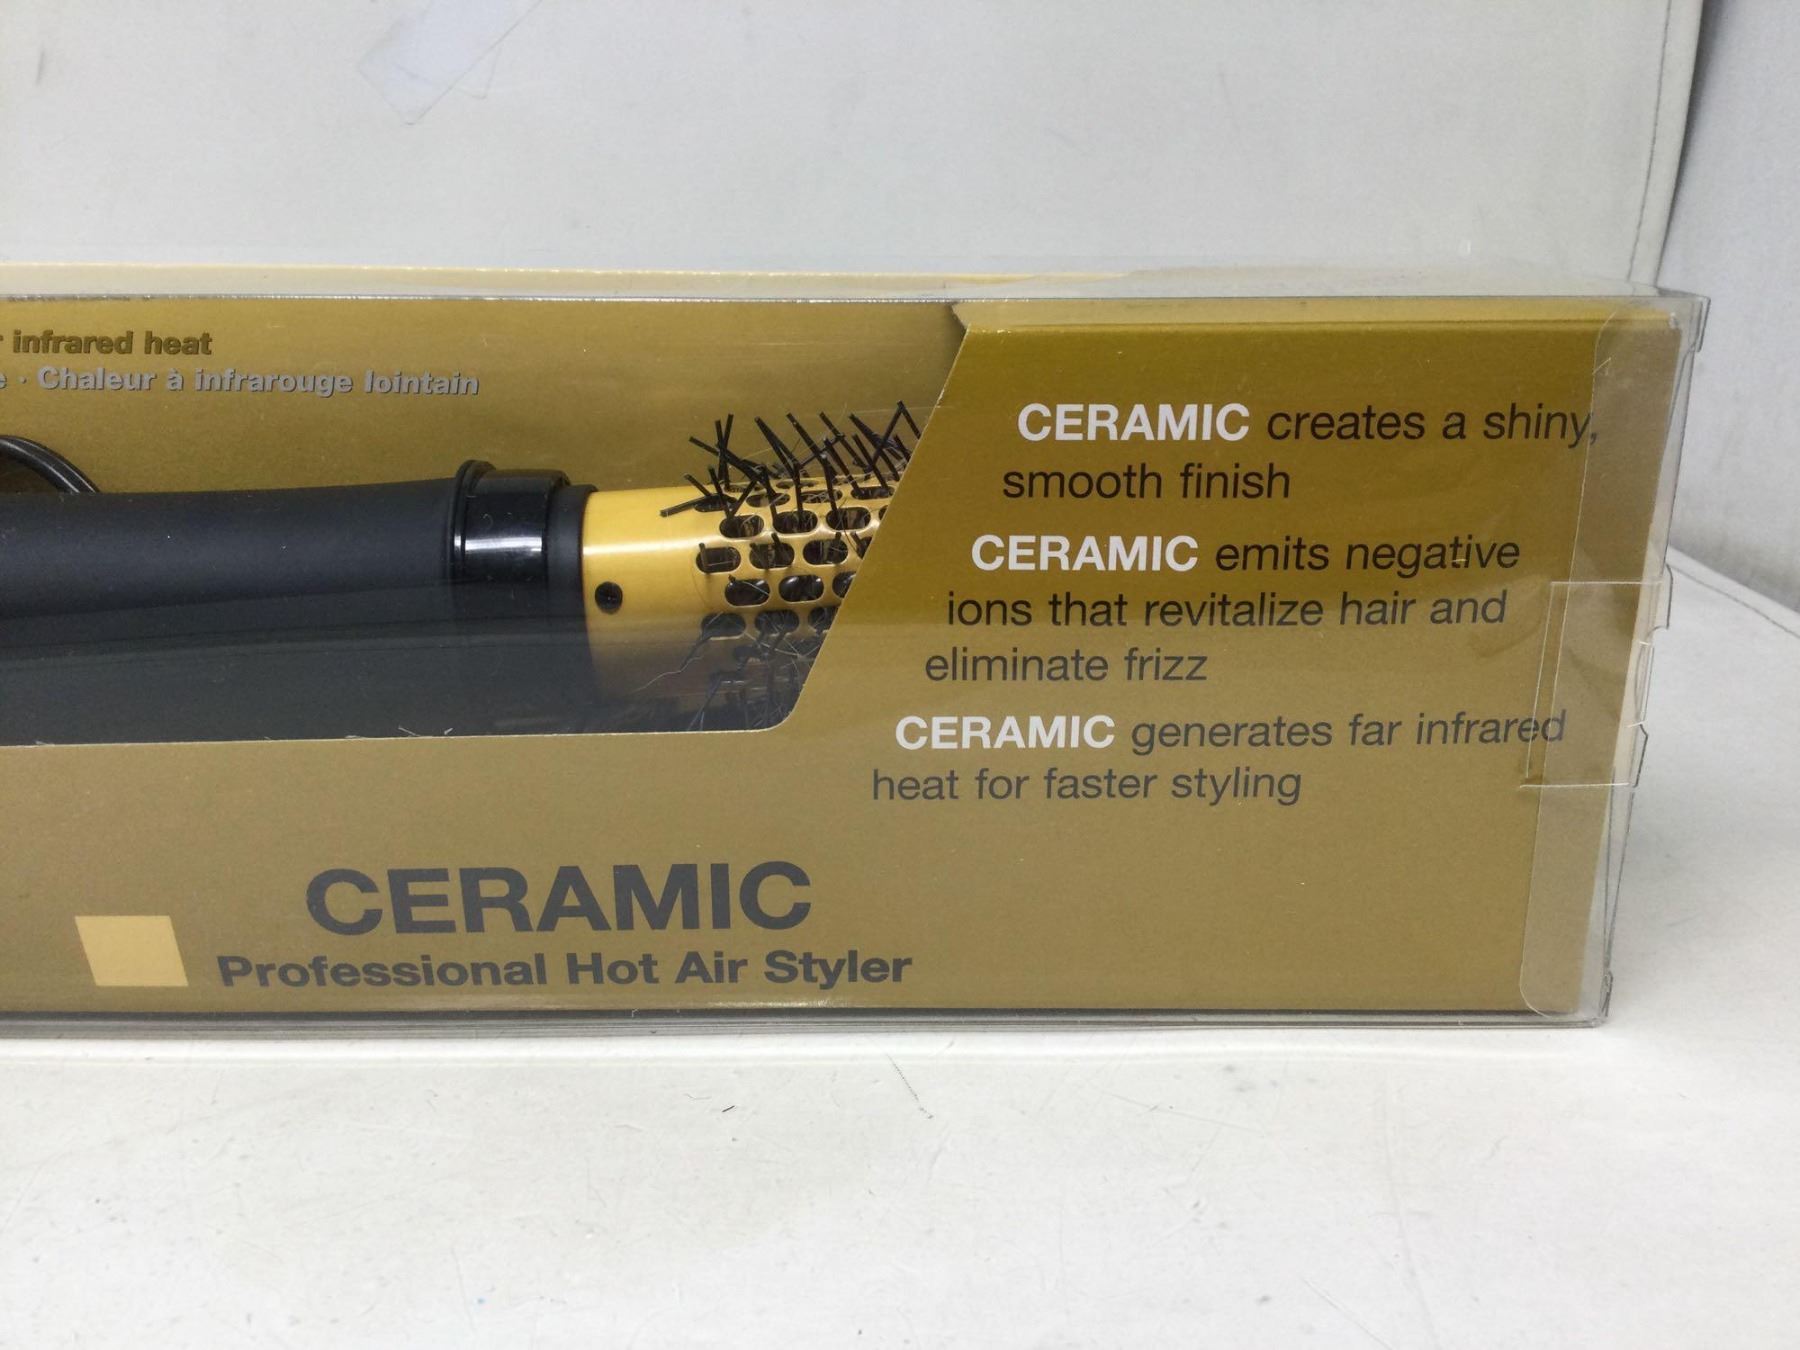 infrared heat
· Chaleur à infrarouge lointain
CERAMIC creates a shiny,
smooth finish
CERAMIC emits negative
ions that revitalize hair and
eliminate frizz
CERAMIC generates far infrared
heat for faster styling
CERAMIC
Professional Hot Air Styler